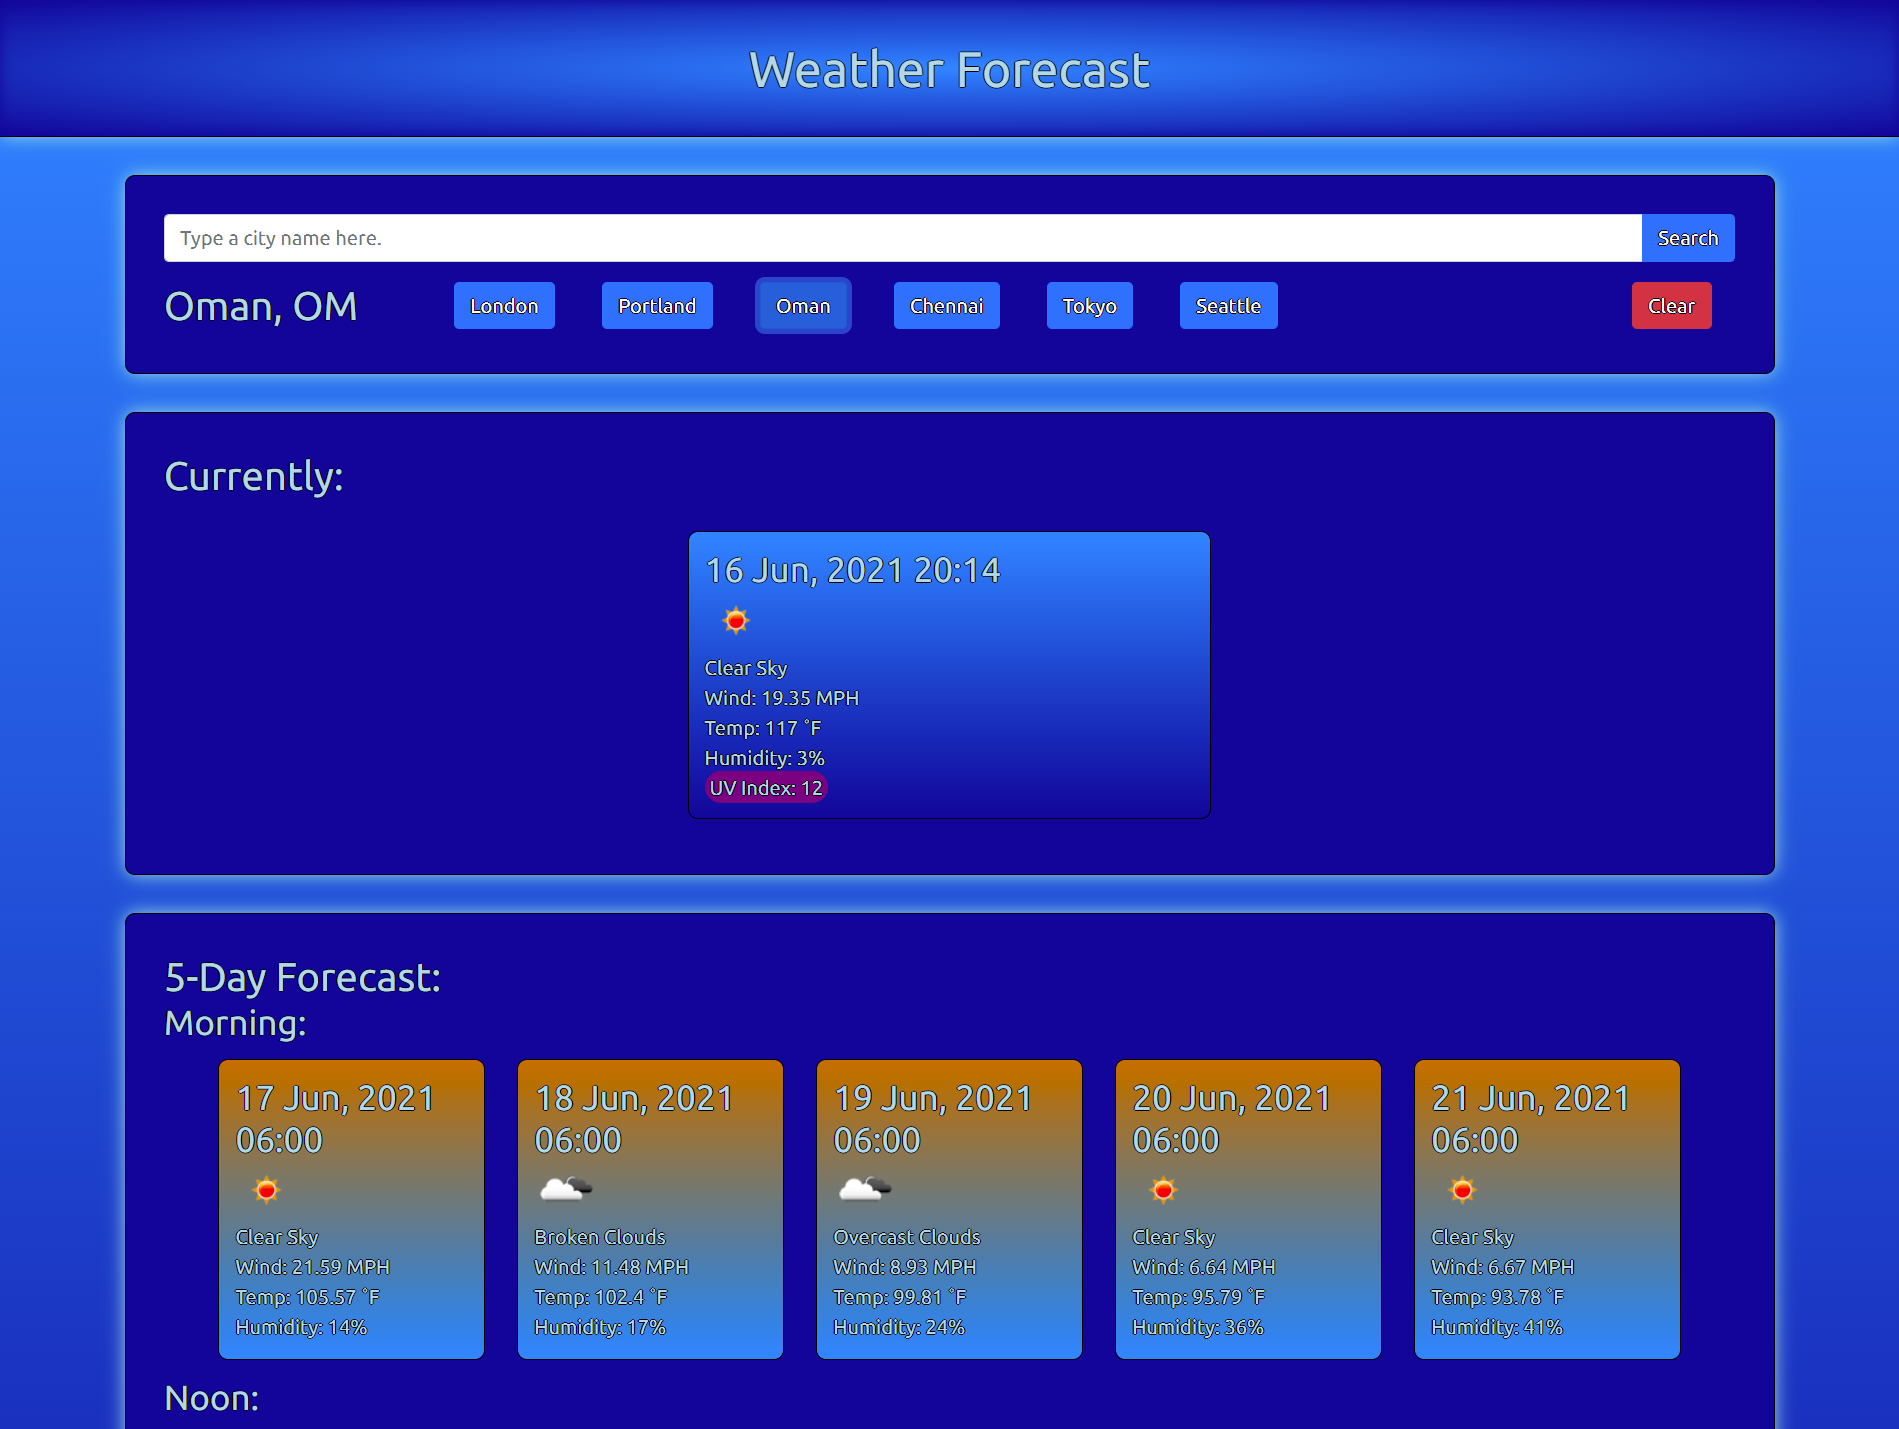 Weather Forecast
Type a city name here.
Search
Oman, OM
London
Portland
Oman
Chennai
Tokyo
Seattle
Clear
Currently:
16 Jun, 2021 20:14
Clear Sky
Wind: 19.35 MPH
Temp: 117 °F
Humidity: 3%
UV Index: 12
5-Day Forecast:
Morning:
17 Jun, 2021
06:00
Clear Sky
Wind: 21.59 MPH
Temp: 105.57 °F
Humidity: 14%
18 Jun, 2021
06:00
Broken Clouds
Wind: 11.48 MPH
Temp: 102.4 °F
Humidity: 17%
19 Jun, 2021
06:00
Overcast Clouds
Wind: 8.93 MPH
Temp: 99.81 °F
Humidity: 24%
20 Jun, 2021
06:00
Clear Sky
Wind: 6.64 MPH
Temp: 95.79 °F
Humidity: 36%
21 Jun, 2021
06:00
Clear Sky
Wind: 6.67 MPH
Temp: 93.78 °F
Humidity: 41%
Noon: